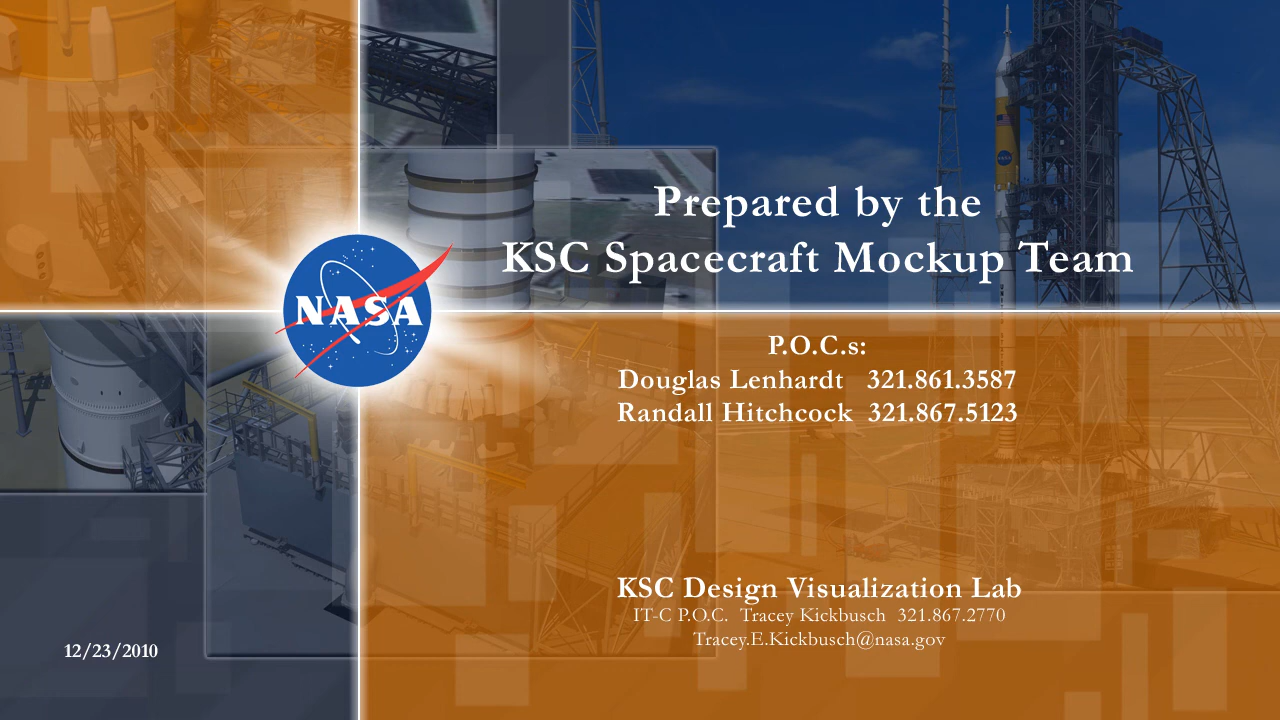 Prepared by the
KSC Spacecraft Mockup Team
NASA
P.O.C.s:
Douglas Lenhardt 321.861.3587
Randall Hitchcock 321.867.5123
KSC Design Visualization Lab
IT-C P.O.C. Tracey Kickbusch 321.867.2770
Tracey.E.Kickbusch@nasa.gov
12/23/2010